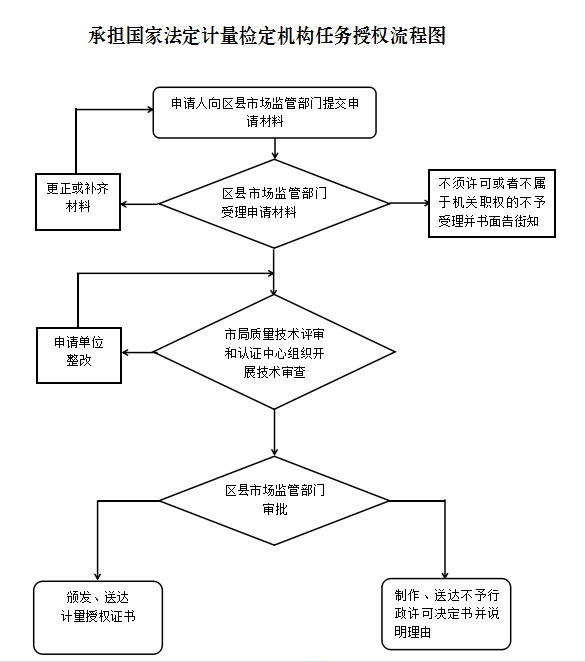 承担国家法定计量检定机构任务授权流程图
申请人向区县市场监管部门提交申
请材料
更正或补齐
材料
区县市场监管部门
受理申请材料
不须许可或者不属
于机关职权的不予
受理并书面告街知
申请单位
整改
市局质量技术评审
和认证中心组织开
展技术审查
区县市场监管部门
审批
颁发、送达
计量授权证书
制作、送达不予行
政许可决定书并说
明理由